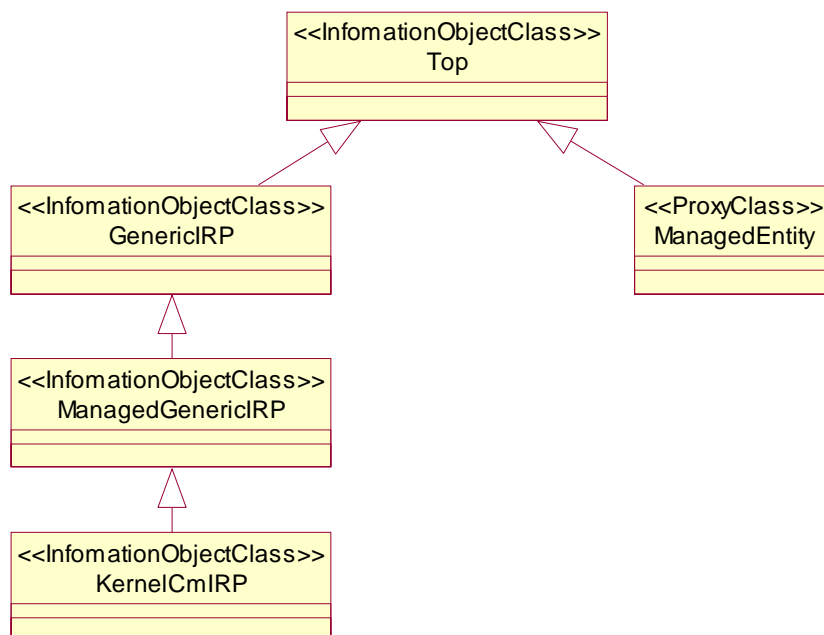 <<InfomationObjectClass>>
Top
<<InfomationObjectClass>>
GenericIRP
<<ProxyClass>>
ManagedEntity
<<InfomationObjectClass>>
ManagedGenericIRP
<<InfomationObjectClass>>
KernelCmIRP